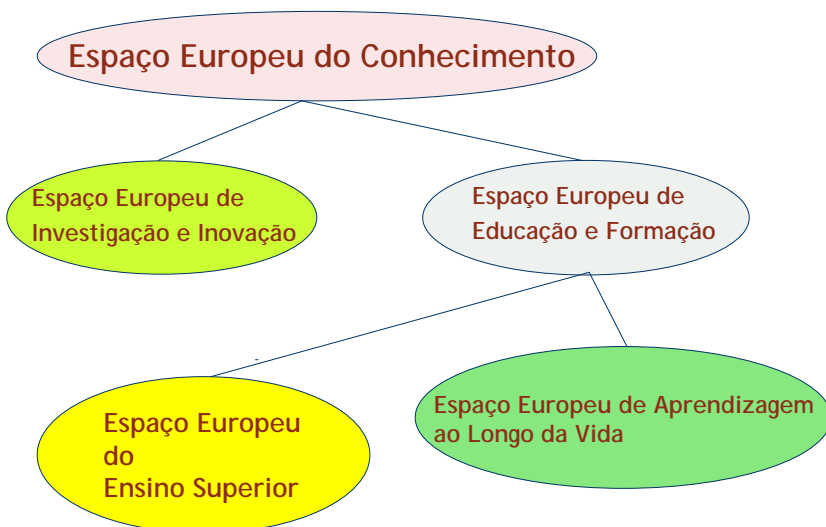 Espaço Europeu do Conhecimento
Espaço Europeu de
Investigação e Inovação
Espaço Europeu de
Educação e Formação
Espaço Europeu
do
Ensino Superior
Espaço Europeu de Aprendizagem
ao Longo da Vida